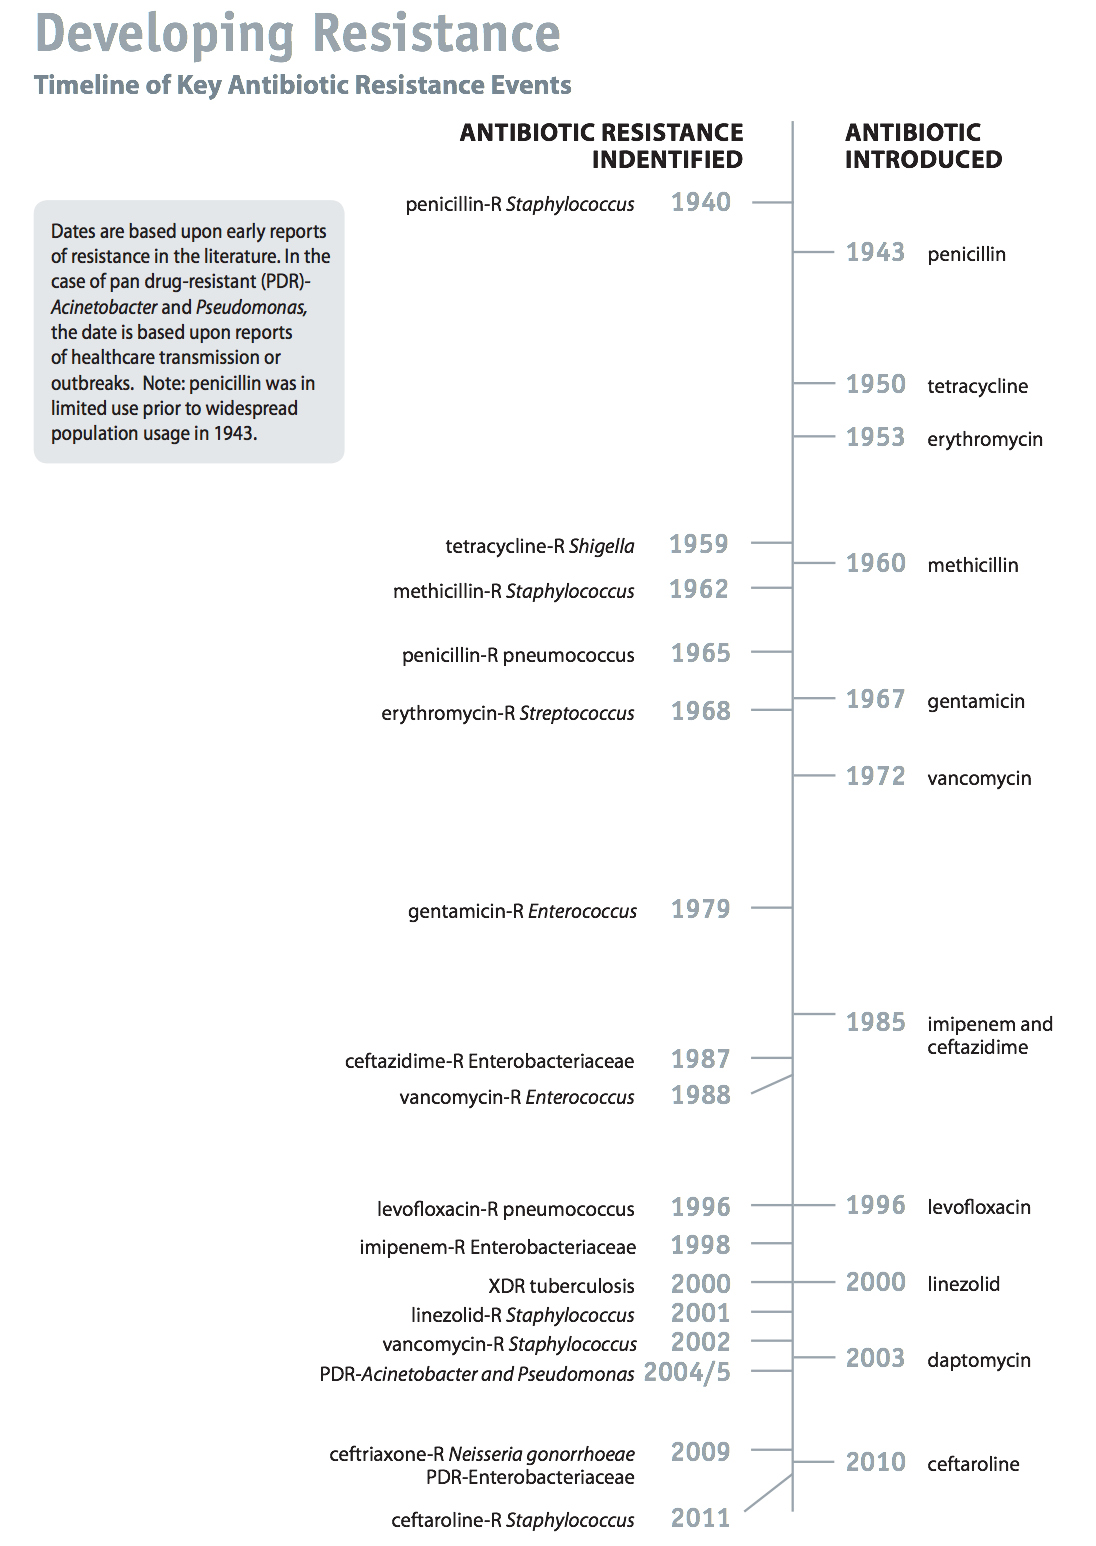 Developing Resistance
Timeline of Key Antibiotic Resistance Events
ANTIBIOTIC RESISTANCE
INDENTIFIED
ANTIBIOTIC
INTRODUCED
Dates are based upon early reports
of resistance in the literature. In the
case of pan drug-resistant (PDR)-
Acinetobacter and Pseudomonas,
the date is based upon reports
of healthcare transmission or
outbreaks. Note: penicillin was in
limited use prior to widespread
population usage in 1943.
penicillin-R Staphylococcus 1940
1943 penicillin
1950 tetracycline
1953 erythromycin
tetracycline-R Shigella 1959
1960 methicillin
methicillin-R Staphylococcus 1962
penicillin-R pneumococcus 1965
1967 gentamicin
erythromycin-R Streptococcus 1968
1972 vancomycin
gentamicin-R Enterococcus 1979
1985 imipenem and
ceftazidime
ceftazidime-R Enterobacteriaceae 1987
vancomycin-R Enterococcus 1988
levofloxacin-R pneumococcus 1996
1996 levofloxacin
imipenem-R Enterobacteriaceae 1998
XDR tuberculosis 2000
2000 linezolid
linezolid-R Staphylococcus 2001
vancomycin-R Staphylococcus 2002
2003 daptomycin
PDR-Acinetobacter and Pseudomonas 2004/5
ceftriaxone-R Neisseria gonorrhoeae 2009
PDR-Enterobacteriaceae
2010 ceftaroline
ceftaroline-R Staphylococcus 2011